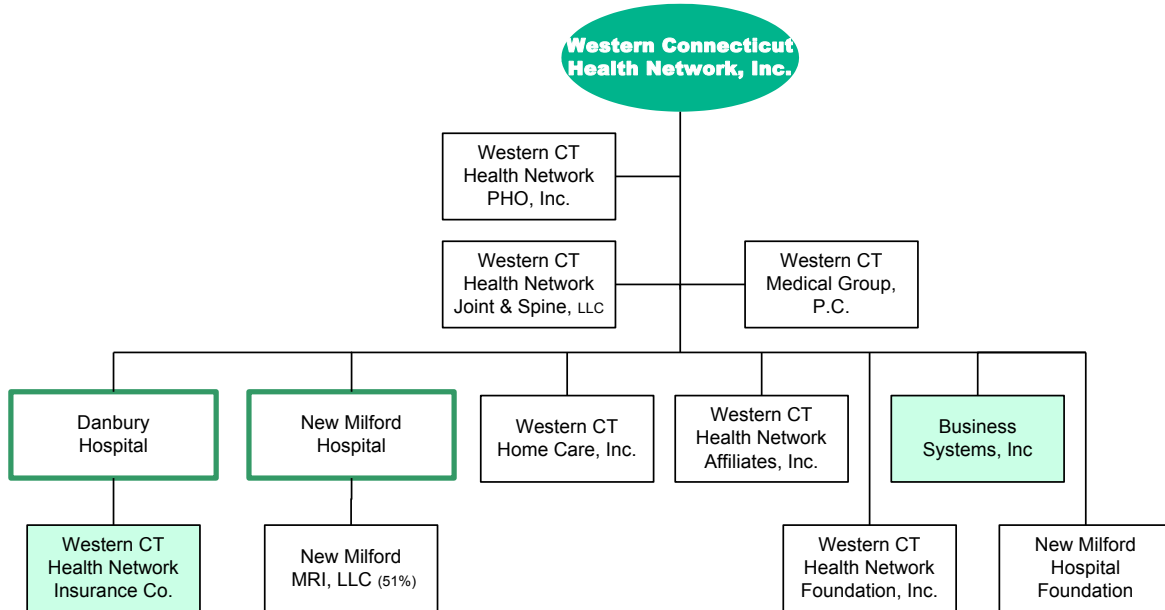 Western Connecticut
Health Network, Inc.
Western CT
Health Network
PHO, Inc.
Western CT
Health Network
Joint & Spine, LLC
Western CT
Medical Group,
P.C.
Danbury
Hospital
New Milford
Hospital
Western CT
Home Care, Inc.
Western CT
Health Network
Affiliates, Inc.
Business
Systems, Inc
Western CT
Health Network
Insurance Co.
New Milford
MRI, LLC (51%)
Western CT
Health Network
Foundation, Inc.
New Milford
Hospital
Foundation